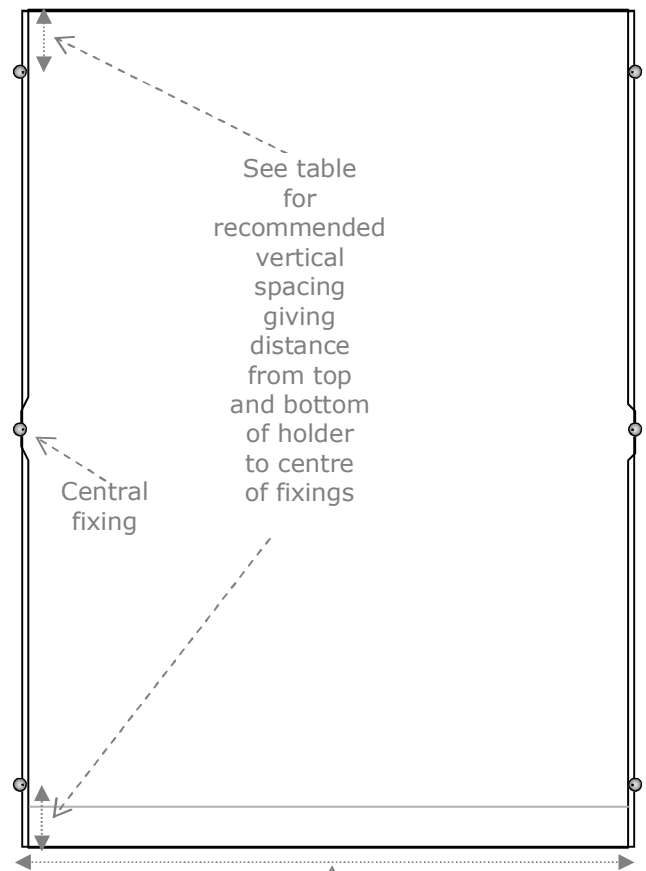 See table
for
recommended
vertical
spacing
giving
distance
from top
and bottom
of holder
to centre
of fixings
Central
fixing